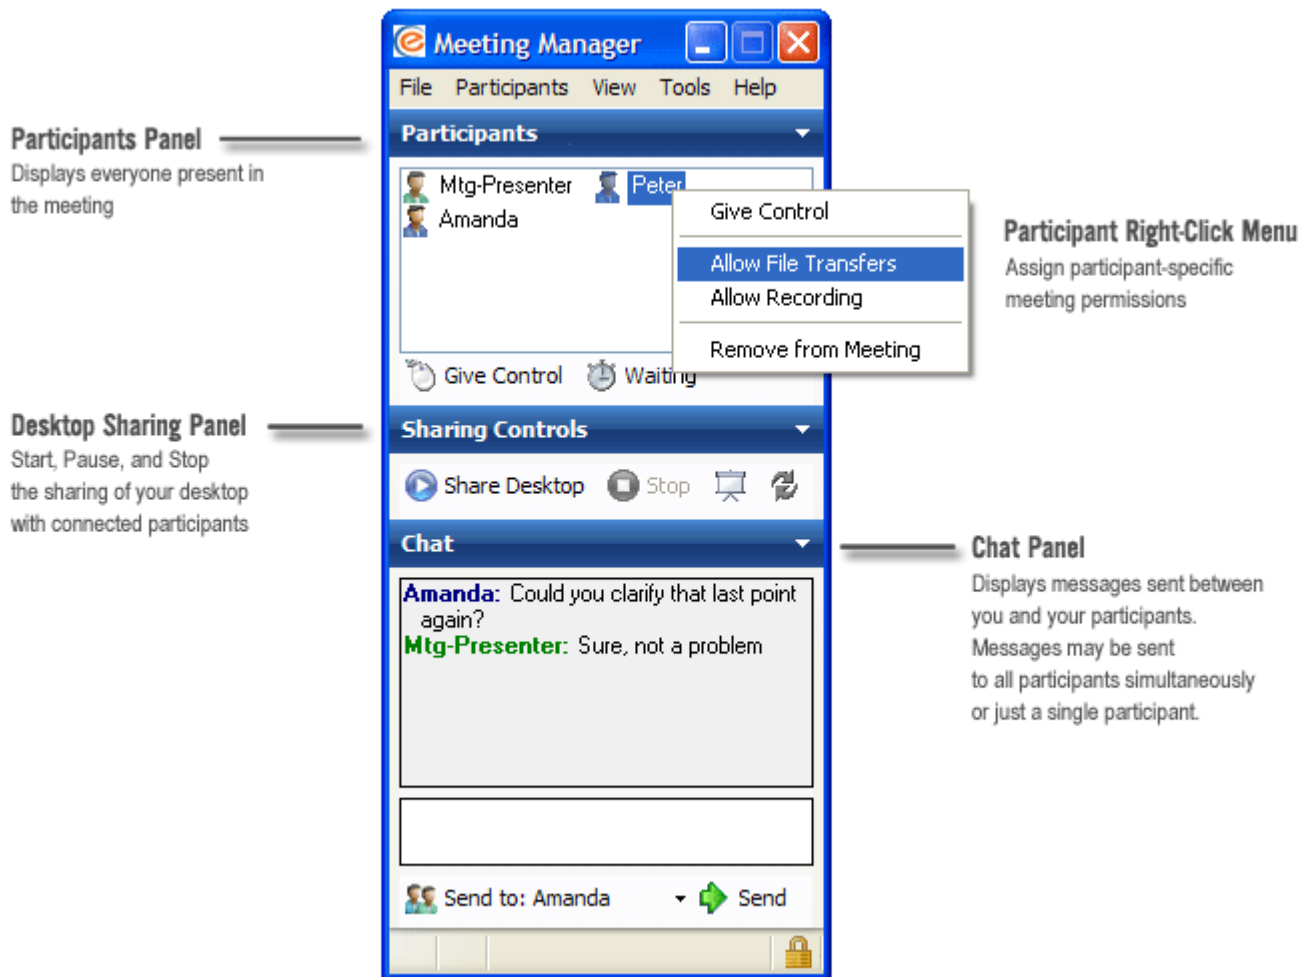 Meeting Manager
File Participants View Tools Help
Participants Panel
Displays everyone present in
the meeting
Participants
Mtg-Presenter Peter
Amanda
Give Control
Allow File Transfers
Allow Recording
Remove from Meeting
Participant Right-Click Menu
Assign participant-specific
meeting permissions
Give Control Waiting
Desktop Sharing Panel
Start, Pause, and Stop
the sharing of your desktop
with connected participants
Sharing Controls
Share Desktop Stop
Chat
Amanda: Could you clarify that last point
again?
Mtg-Presenter: Sure, not a problem
Chat Panel
Displays messages sent between
you and your participants.
Messages may be sent
to all participants simultaneously
or just a single participant.
Send to: Amanda Send